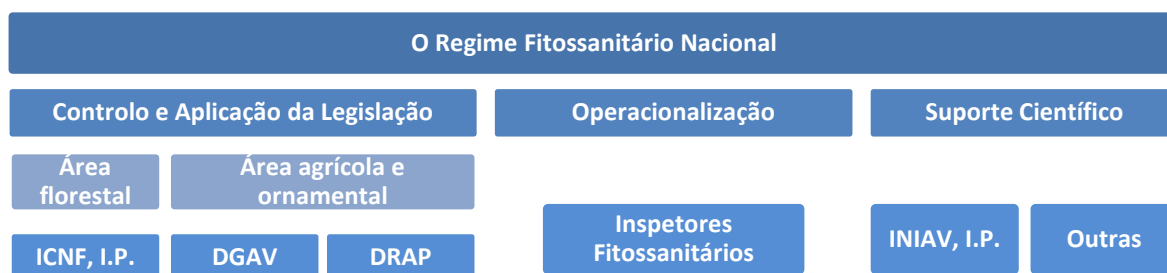 O Regime Fitossanitário Nacional
Controlo e Aplicação da Legislação
Operacionalização
Suporte Científico
Área
florestal
Área agrícola e
ornamental
ICNF, I.P.
DGAV
DRAP
Inspetores
Fitossanitários
INIAV, I.P.
Outras